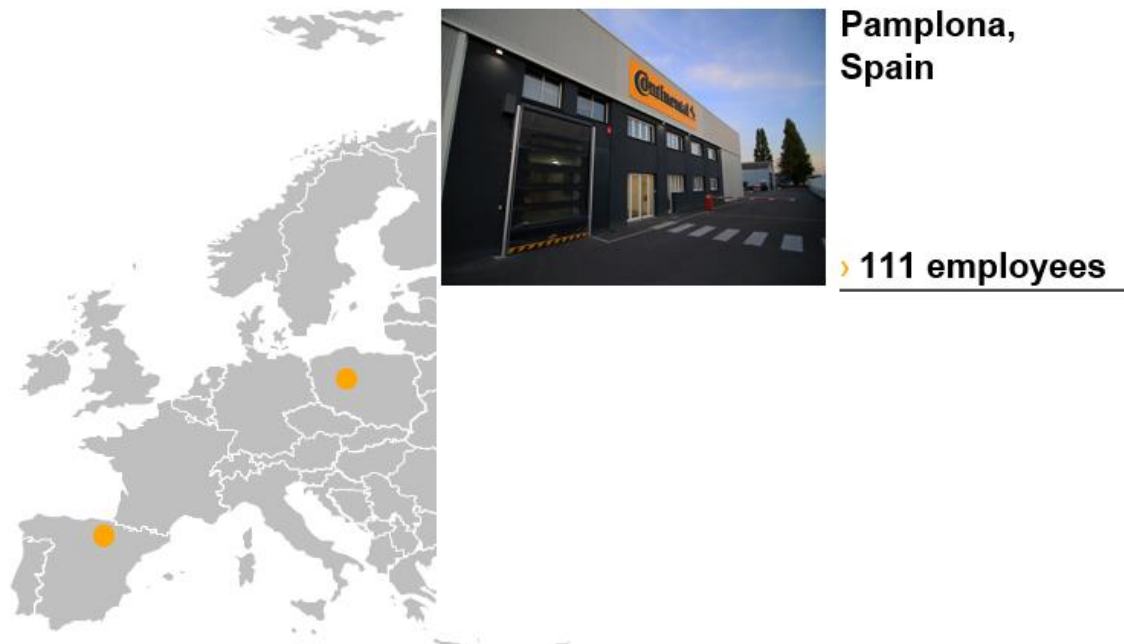 Continental
Pamplona,
Spain
› 111 employees